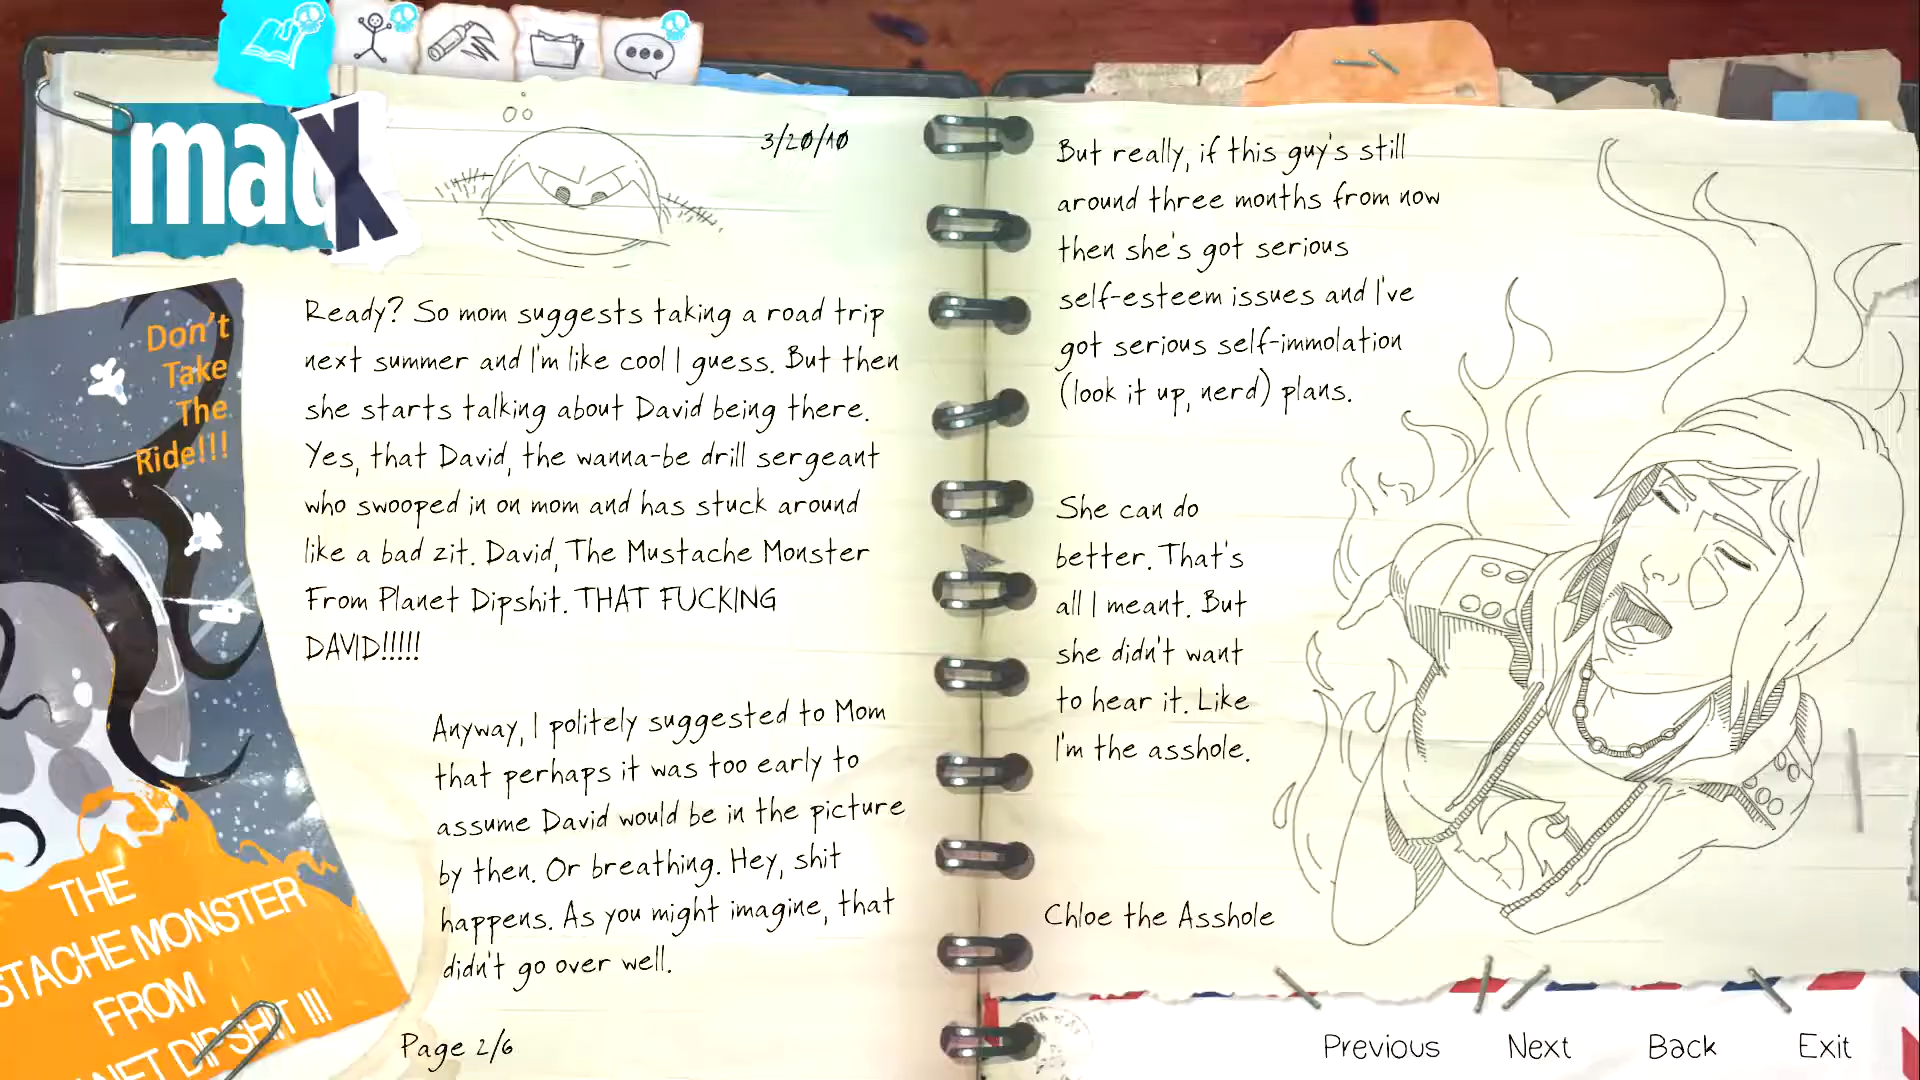 maX
3/20/10
Don't
Take
The
Ride!!!
Ready? So mom suggests taking a road trip
next summer and I'm like cool I guess. But then
she starts talking about David being there.
Yes, that David, the wanna-be drill sergeant
who swooped in on mom and has stuck around
like a bad zit. David, The Mustache Monster
From Planet Dipshit. THAT FUCKING
DAVID!!!!!
Anyway, I politely suggested to Mom
that perhaps it was too early to
assume David would be in the picture
by then. Or breathing. Hey, shit
happens. As you might imagine, that
didn't go over well.
THE
STACHE MONSTER
FROM
NET DIPSHIT !!!
Page 2/6
But really, if this guy's still
around three months from now
then she's got serious
self-esteem issues and I've
got serious self-immolation
(look it up, nerd) plans.
She can do
better. That's
all I meant. But
she didn't want
to hear it. Like
I'm the asshole.
Chloe the Asshole
Previous Next Back Exit